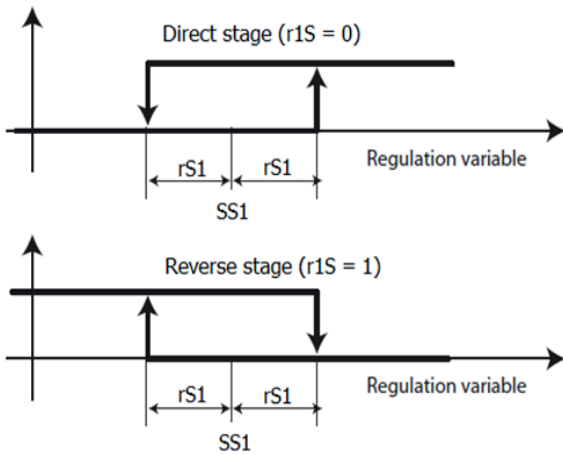 Direct stage (r1S = 0)
Regulation variable
rS1 rS1
SS1
Reverse stage (r1S = 1)
Regulation variable
rS1 rS1
SS1